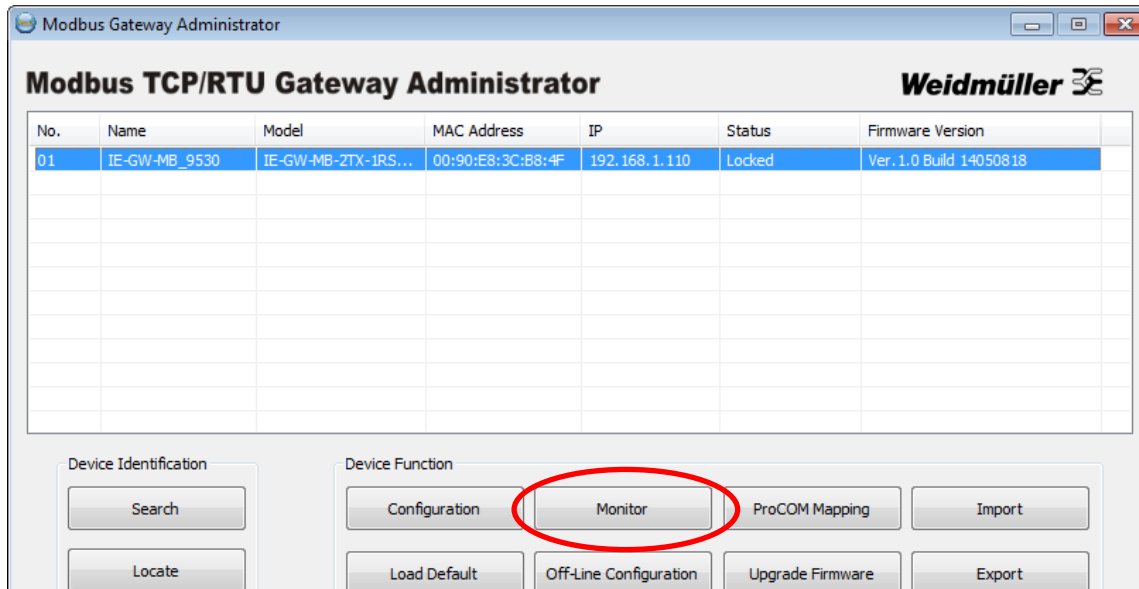 Modbus Gateway Administrator
Modbus TCP/RTU Gateway Administrator Weidmüller
No. Name Model MAC Address IP Status Firmware Version
01 IE-GW-MB_9530 IE-GW-MB-2TX-1RS... 00:90:E8:3C:B8:4F 192.168.1.110 Locked Ver.1.0 Build 14050818
Device Identification Device Function
Search Configuration Monitor ProCOM Mapping Import
Locate Load Default Off-Line Configuration Upgrade Firmware Export